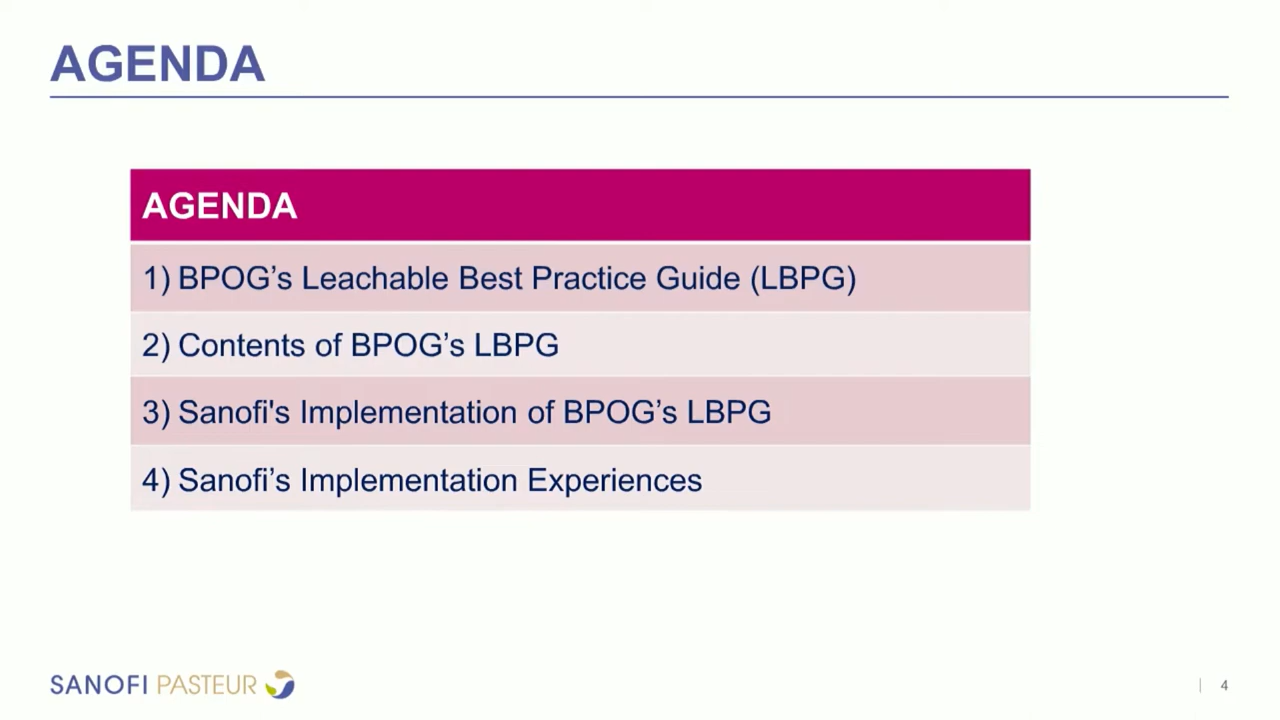 AGENDA
AGENDA
1) BPOG’s Leachable Best Practice Guide (LBPG)
2) Contents of BPOG’s LBPG
3) Sanofi's Implementation of BPOG’s LBPG
4) Sanofi’s Implementation Experiences
SANOFI PASTEUR
| 4